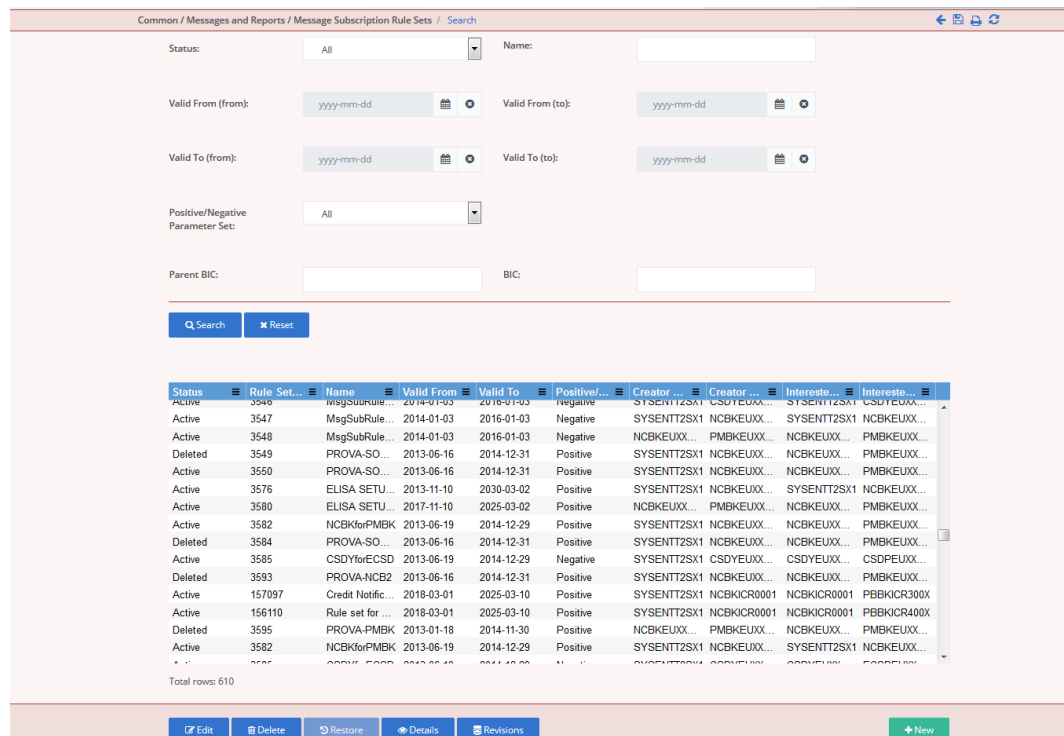 Common / Messages and Reports / Message Subscription Rule Sets / Search
Status: All Name:
Valid From (from): yyyy-mm-dd Valid From (to): yyyy-mm-dd
Valid To (from): yyyy-mm-dd Valid To (to): yyyy-mm-dd
Positive/Negative Parameter Set: All
Parent BIC: BIC:
Search Reset
Status Rule Set... Name Valid From Valid To Positive/... Creator ... Creator ... Intereste... Intereste...
Active 3546 MsgSubRule... 2014-01-03 2016-01-03 Negative SYSENTT2SX1 CSDYEUXX... SYSENTT2SX1 CSDYEUXX...
Active 3547 MsgSubRule... 2014-01-03 2016-01-03 Negative SYSENTT2SX1 NCBKEUXX... SYSENTT2SX1 NCBKEUXX...
Active 3548 MsgSubRule... 2014-01-03 2016-01-03 Negative NCBKEUXX... PMBKEUXX... NCBKEUXX... PMBKEUXX...
Deleted 3549 PROVA-SO... 2013-06-16 2014-12-31 Positive SYSENTT2SX1 NCBKEUXX... NCBKEUXX... PMBKEUXX...
Active 3550 PROVA-SO... 2013-06-16 2014-12-31 Positive SYSENTT2SX1 NCBKEUXX... NCBKEUXX... PMBKEUXX...
Active 3576 ELISA SETU... 2013-11-10 2030-03-02 Positive SYSENTT2SX1 NCBKEUXX... SYSENTT2SX1 NCBKEUXX...
Active 3580 ELISA SETU... 2017-11-10 2025-03-02 Positive NCBKEUXX... PMBKEUXX... NCBKEUXX... PMBKEUXX...
Active 3582 NCBKforPMBK 2013-06-19 2014-12-29 Positive SYSENTT2SX1 NCBKEUXX... NCBKEUXX... PMBKEUXX...
Deleted 3584 PROVA-SO... 2013-06-16 2014-12-31 Positive SYSENTT2SX1 NCBKEUXX... NCBKEUXX... PMBKEUXX...
Active 3585 CSDYforECSD 2013-06-19 2014-12-29 Negative SYSENTT2SX1 CSDYEUXX... CSDYEUXX... CSDPEUXX...
Deleted 3593 PROVA-NCB2 2013-06-16 2014-12-31 Positive SYSENTT2SX1 NCBKEUXX... NCBKEUXX... PMBKEUXX...
Active 157097 Credit Notific... 2018-03-01 2025-03-10 Positive SYSENTT2SX1 NCBKICR0001 NCBKICR0001 PBBKICR300X
Active 156110 Rule set for ... 2018-03-01 2025-03-10 Positive SYSENTT2SX1 NCBKICR0001 NCBKICR0001 PBBKICR400X
Deleted 3595 PROVA-PMBK 2013-01-18 2014-11-30 Positive NCBKEUXX... PMBKEUXX... NCBKEUXX... PMBKEUXX...
Active 3582 NCBKforPMBK 2013-06-19 2014-12-29 Positive SYSENTT2SX1 NCBKEUXX... SYSENTT2SX1 NCBKEUXX...
Total rows: 610
Edit Delete Restore Details Revisions New